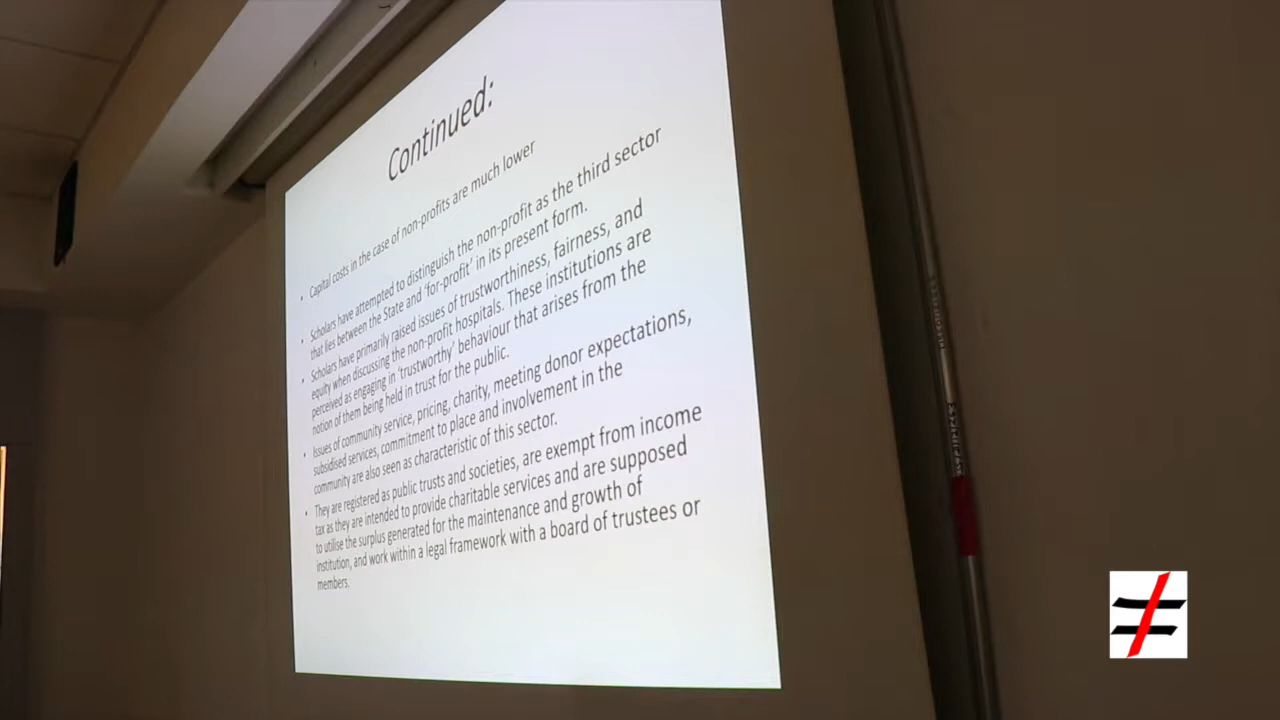 Continued:
• Capital costs in the case of non-profits are much lower
• Scholars have attempted to distinguish the non-profit as the third sector
that lies between the State and ‘for-profit’ in its present form.
• Scholars have primarily raised issues of trustworthiness, fairness, and
equity when discussing the non-profit hospitals. These institutions are
perceived as engaging in ‘trustworthy’ behaviour that arises from the
notion of them being held in trust for the public.
• Issues of community service, pricing, charity, meeting donor expectations,
subsidised services, commitment to place and involvement in the
community are also seen as characteristic of this sector.
• They are registered as public trusts and societies, are exempt from income
tax as they are intended to provide charitable services and are supposed
to utilise the surplus generated for the maintenance and growth of
institution, and work within a legal framework with a board of trustees or
members.